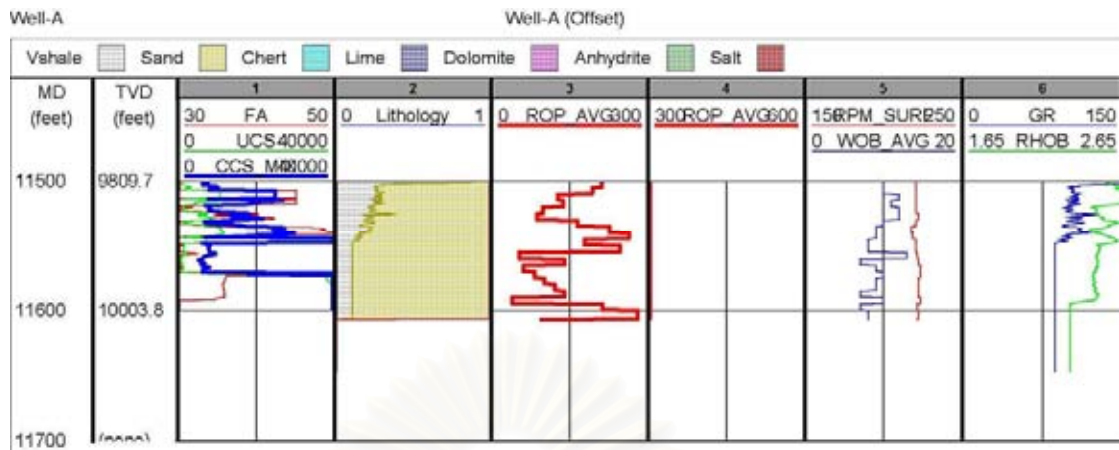 Well-A Well-A (Offset)
Vshale Sand Chert Lime Dolomite Anhydrite Salt
MD TVD 1 2 3 4 5 6
(feet) (feet) 30 FA 50 0 Lithology 1 0 ROP_AVG 300 300 ROP_AVG 600 150 RPM_SURF 250 0 GR 150
0 UCS 40000 0 WOB_AVG 20 1.65 RHOB 2.65
0 CCS_MIX 40000
11500 9809.7
11600 10003.8
11700